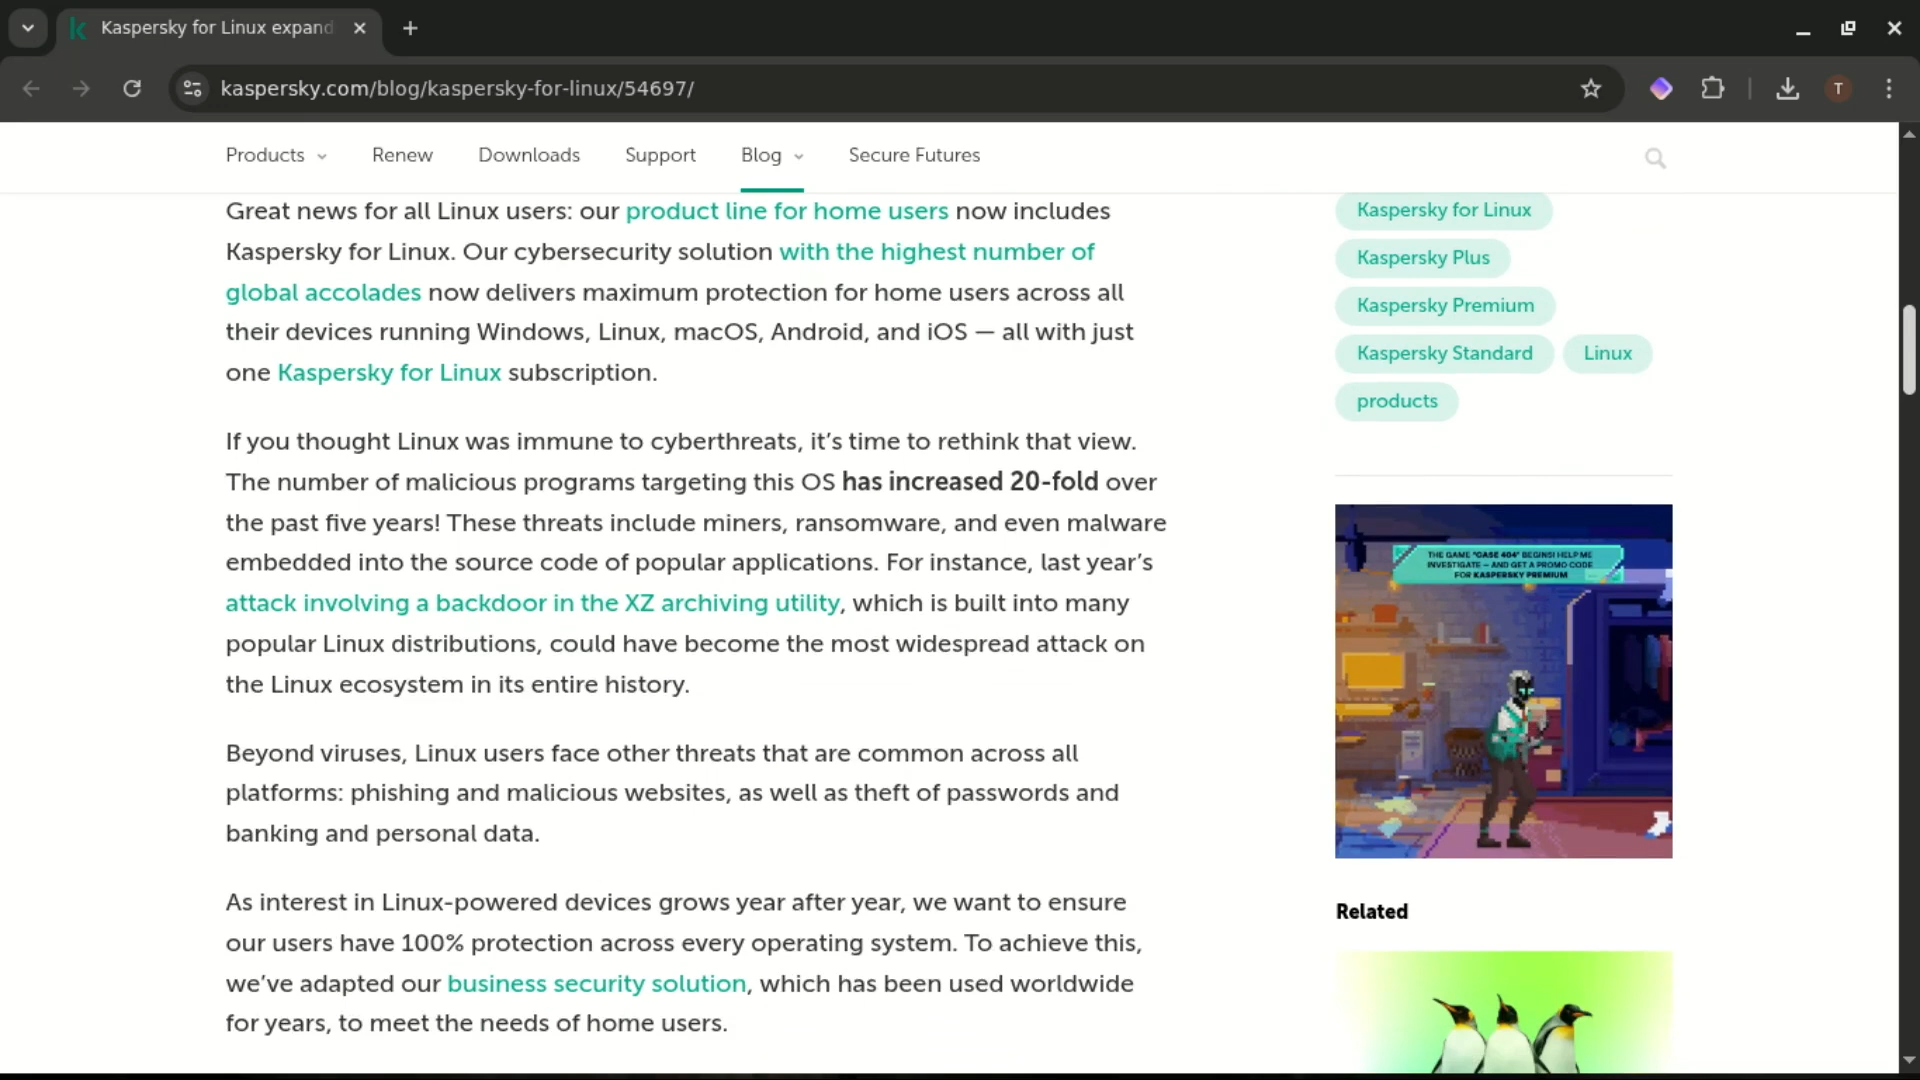 Kaspersky for Linux expand
kaspersky.com/blog/kaspersky-for-linux/54697/
T
Products
Renew
Downloads
Support
Blog
Secure Futures
Great news for all Linux users: our product line for home users now includes
Kaspersky for Linux. Our cybersecurity solution with the highest number of
global accolades now delivers maximum protection for home users across all
their devices running Windows, Linux, macOS, Android, and iOS — all with just
one Kaspersky for Linux subscription.
If you thought Linux was immune to cyberthreats, it’s time to rethink that view.
The number of malicious programs targeting this OS has increased 20-fold over
the past five years! These threats include miners, ransomware, and even malware
embedded into the source code of popular applications. For instance, last year’s
attack involving a backdoor in the XZ archiving utility, which is built into many
popular Linux distributions, could have become the most widespread attack on
the Linux ecosystem in its entire history.
Beyond viruses, Linux users face other threats that are common across all
platforms: phishing and malicious websites, as well as theft of passwords and
banking and personal data.
As interest in Linux-powered devices grows year after year, we want to ensure
our users have 100% protection across every operating system. To achieve this,
we’ve adapted our business security solution, which has been used worldwide
for years, to meet the needs of home users.
Kaspersky for Linux
Kaspersky Plus
Kaspersky Premium
Kaspersky Standard
Linux
products
THE GAME "CASE 404" BEGINS! HELP ME
INVESTIGATE — AND GET A PROMO CODE
FOR KASPERSKY PREMIUM
Related